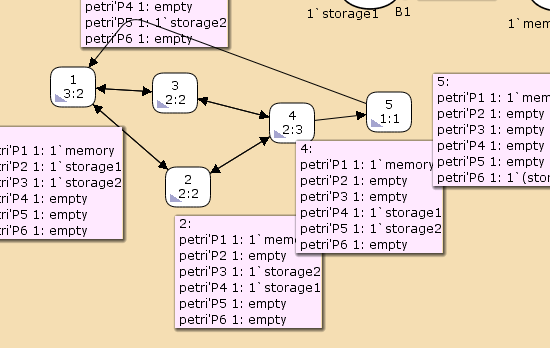 petri'P4 1: empty
petri'P5 1: 1`storage2
petri'P6 1: empty
1`storage1
B1
1`mem
1
3:2
3
2:2
4
2:3
5
1:1
2
2:2
petri'P1 1: 1`memory
petri'P2 1: 1`storage1
petri'P3 1: 1`storage2
petri'P4 1: empty
petri'P5 1: empty
petri'P6 1: empty
5:
petri'P1 1: 1`mem
petri'P2 1: empty
petri'P3 1: empty
petri'P4 1: empty
petri'P5 1: empty
petri'P6 1: 1`(stor
4:
petri'P1 1: 1`memory
petri'P2 1: empty
petri'P3 1: empty
petri'P4 1: 1`storage1
petri'P5 1: 1`storage2
petri'P6 1: empty
2:
petri'P1 1: 1`mem
petri'P2 1: empty
petri'P3 1: 1`storage2
petri'P4 1: 1`storage1
petri'P5 1: empty
petri'P6 1: empty